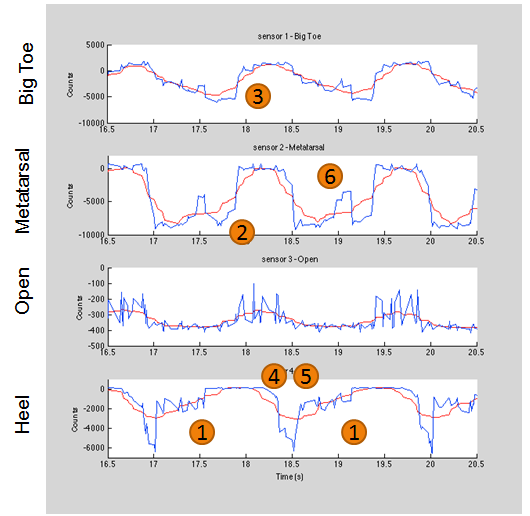 Big Toe
sensor 1 - Big Toe
Counts
5000
0
-5000
-10000
16.5 17 17.5 18 18.5 19 19.5 20 20.5
3
Metatarsal
sensor 2 - Metatarsal
Counts
0
-5000
-10000
16.5 17 17.5 18 18.5 19 19.5 20 20.5
6
2
Open
sensor 3 - Open
Counts
0
-100
-200
-300
-400
-500
16.5 17 17.5 18 18.5 19 19.5 20 20.5
4 5
Heel
r 4
Counts
0
-2000
-4000
-6000
1 1
16.5 17 17.5 18 18.5 19 19.5 20 20.5
Time (s)